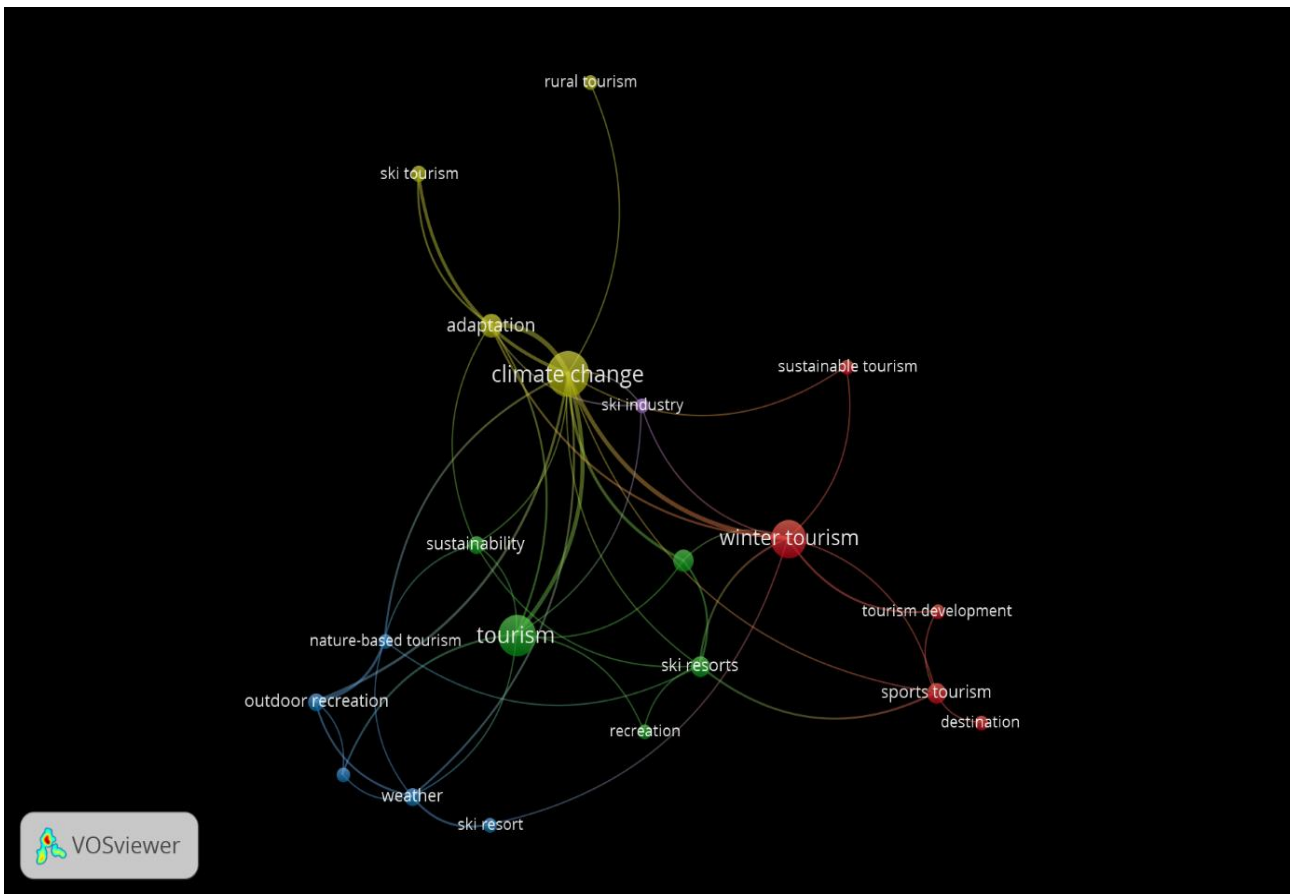 rural tourism
ski tourism
adaptation
climate change
sustainable tourism
ski industry
winter tourism
sustainability
tourism development
nature-based tourism
tourism
ski resorts
sports tourism
outdoor recreation
destination
recreation
weather
ski resort
VOSviewer